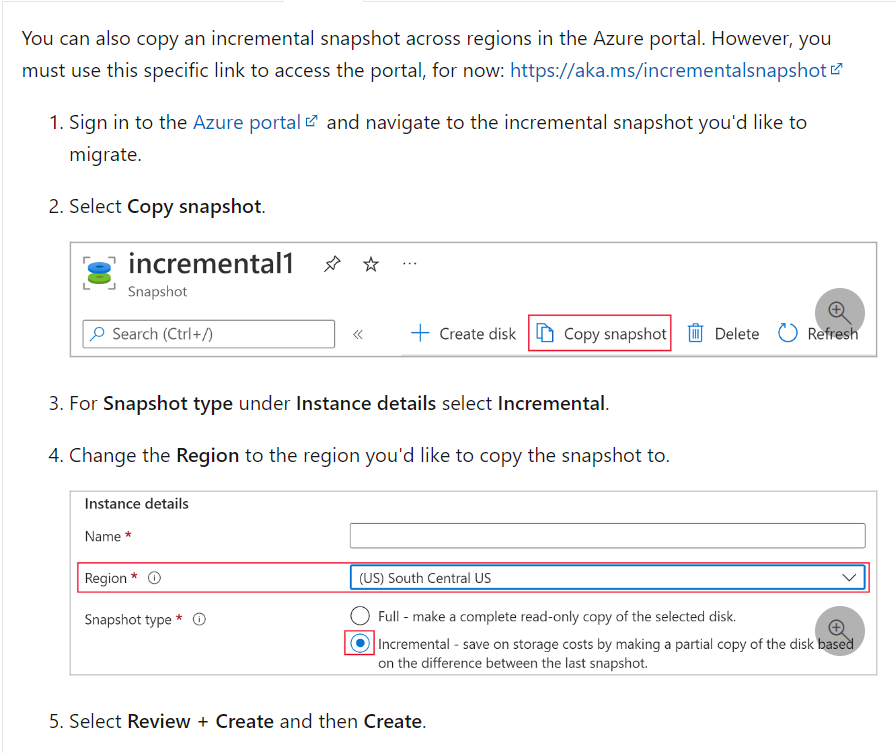 You can also copy an incremental snapshot across regions in the Azure portal. However, you
must use this specific link to access the portal, for now: https://aka.ms/incrementalsnapshot
1. Sign in to the Azure portal and navigate to the incremental snapshot you'd like to
migrate.
2. Select Copy snapshot.
incremental1 ...
Snapshot
Search (Ctrl+/) « + Create disk Copy snapshot Delete Refresh
3. For Snapshot type under Instance details select Incremental.
4. Change the Region to the region you'd like to copy the snapshot to.
Instance details
Name *
Region * (US) South Central US
Snapshot type * Full - make a complete read-only copy of the selected disk.
Incremental - save on storage costs by making a partial copy of the disk based
on the difference between the last snapshot.
5. Select Review + Create and then Create.